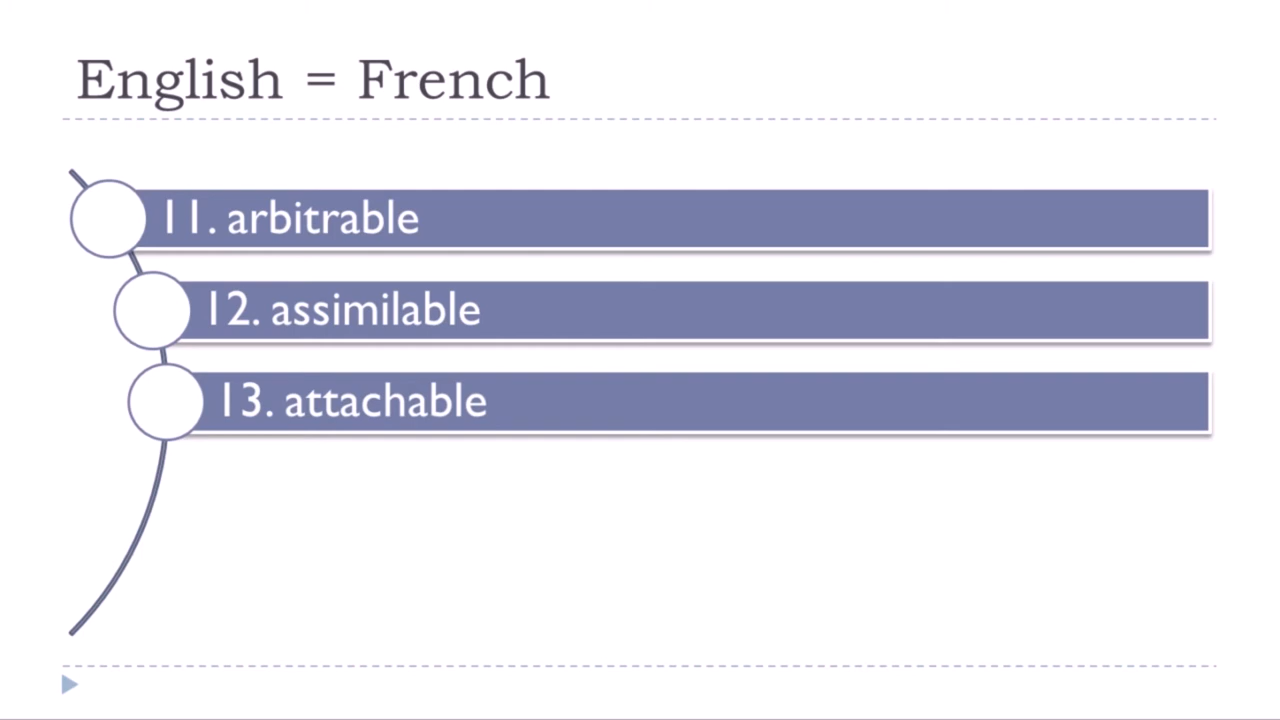 English = French
11. arbitrable
12. assimilable
13. attachable